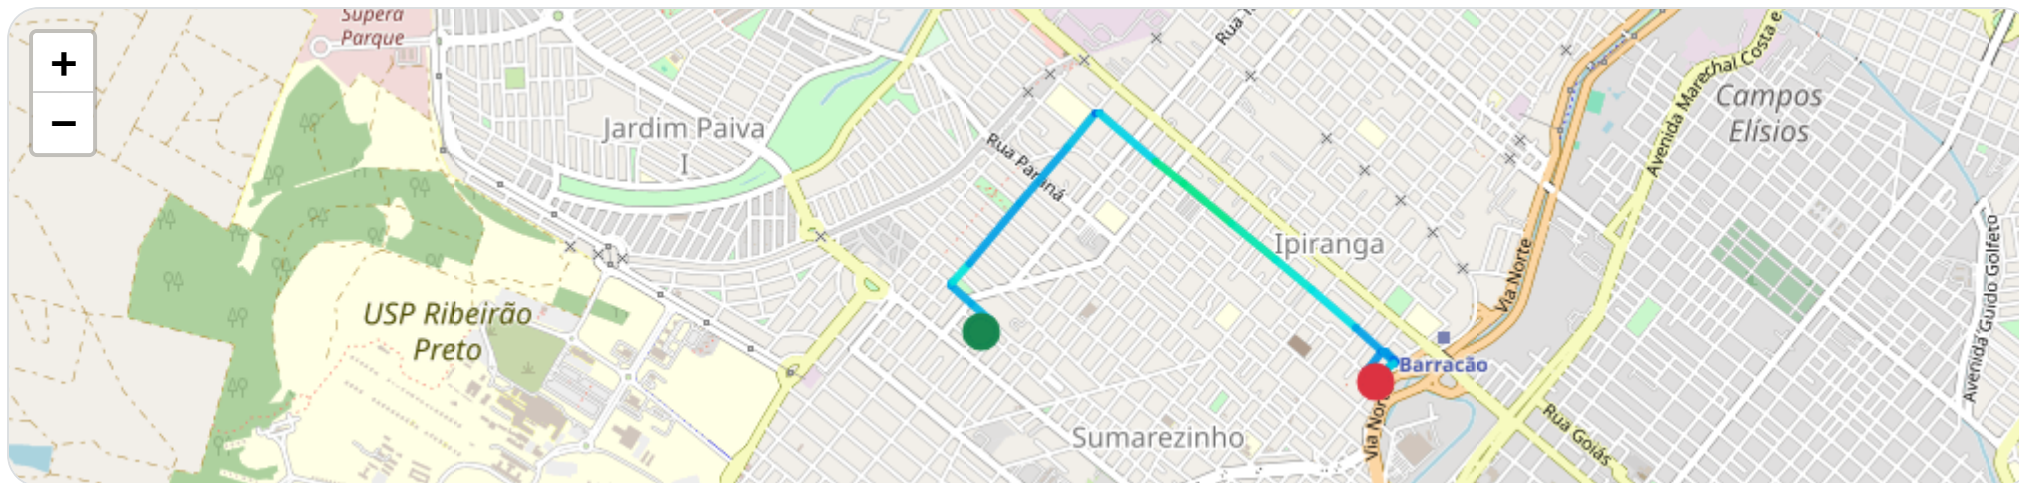 Supera
Parque
+
−
Jardim Paiva
I
Rua Paraná
Ipiranga
Campos
Elísios
Avenida Marechal Costa e
Via Norte
Avenida Guido Golfeto
USP Ribeirão
Preto
Barracão
Sumarezinho
Via Nor
Rua Goiás